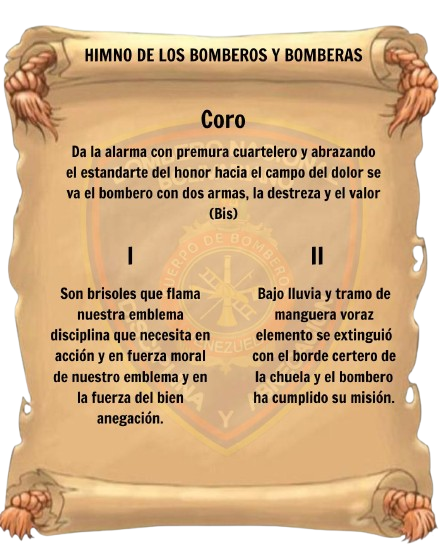 HIMNO DE LOS BOMBEROS Y BOMBERAS
Coro
Da la alarma con premura cuartelero y abrazando
el estandarte del honor hacia el campo del dolor se
va el bombero con dos armas, la destreza y el valor
(Bis)
I
Son brisoles que flama
nuestra emblema
disciplina que necesita en
acción y en fuerza moral
de nuestro emblema y en
la fuerza del bien
anegación.
II
Bajo lluvia y tramo de
manguera voraz
elemento se extinguió
con el borde certero de
la chuela y el bombero
ha cumplido su misión.